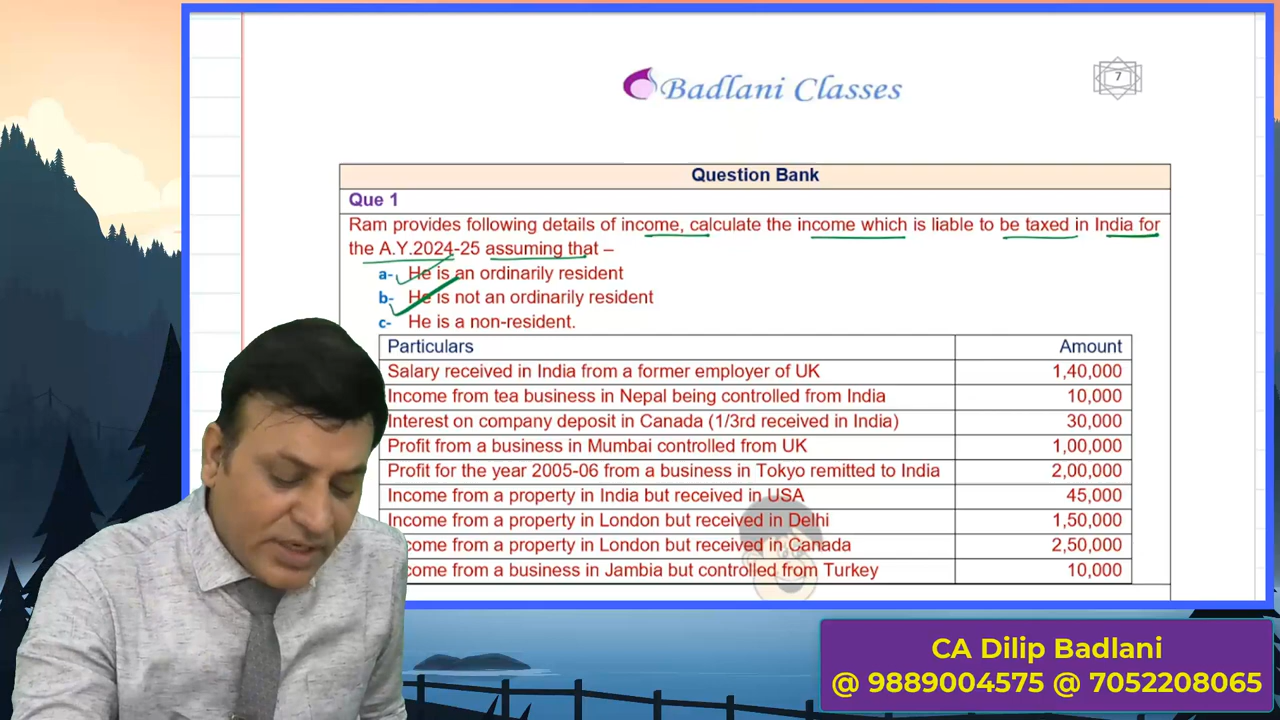 Badlani Classes
7
Question Bank
Que 1
Ram provides following details of income, calculate the income which is liable to be taxed in India for
the A.Y.2024-25 assuming that –
a- He is an ordinarily resident
b- He is not an ordinarily resident
c- He is a non-resident.
Particulars Amount
Salary received in India from a former employer of UK 1,40,000
Income from tea business in Nepal being controlled from India 10,000
Interest on company deposit in Canada (1/3rd received in India) 30,000
Profit from a business in Mumbai controlled from UK 1,00,000
Profit for the year 2005-06 from a business in Tokyo remitted to India 2,00,000
Income from a property in India but received in USA 45,000
come from a property in London but received in Delhi 1,50,000
come from a property in London but received in Canada 2,50,000
come from a business in Jambia but controlled from Turkey 10,000
CA Dilip Badlani
@ 9889004575 @ 7052208065